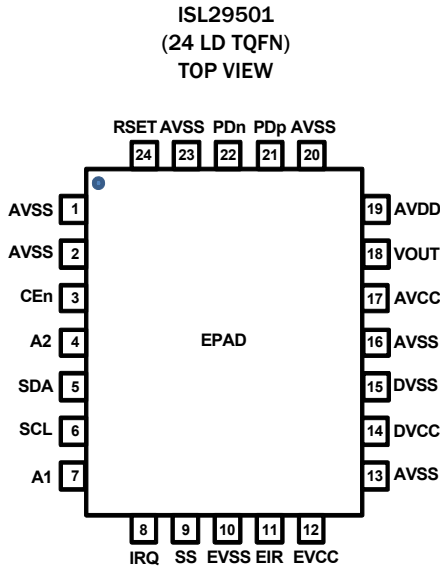 ISL29501
(24 LD TQFN)
TOP VIEW
RSET AVSS PDn PDp AVSS
24 23 22 21 20
AVSS 1
19 AVDD
AVSS 2
18 VOUT
CEn 3
17 AVCC
A2 4
EPAD
16 AVSS
SDA 5
15 DVSS
SCL 6
14 DVCC
A1 7
13 AVSS
8 9 10 11 12
IRQ SS EVSS EIR EVCC